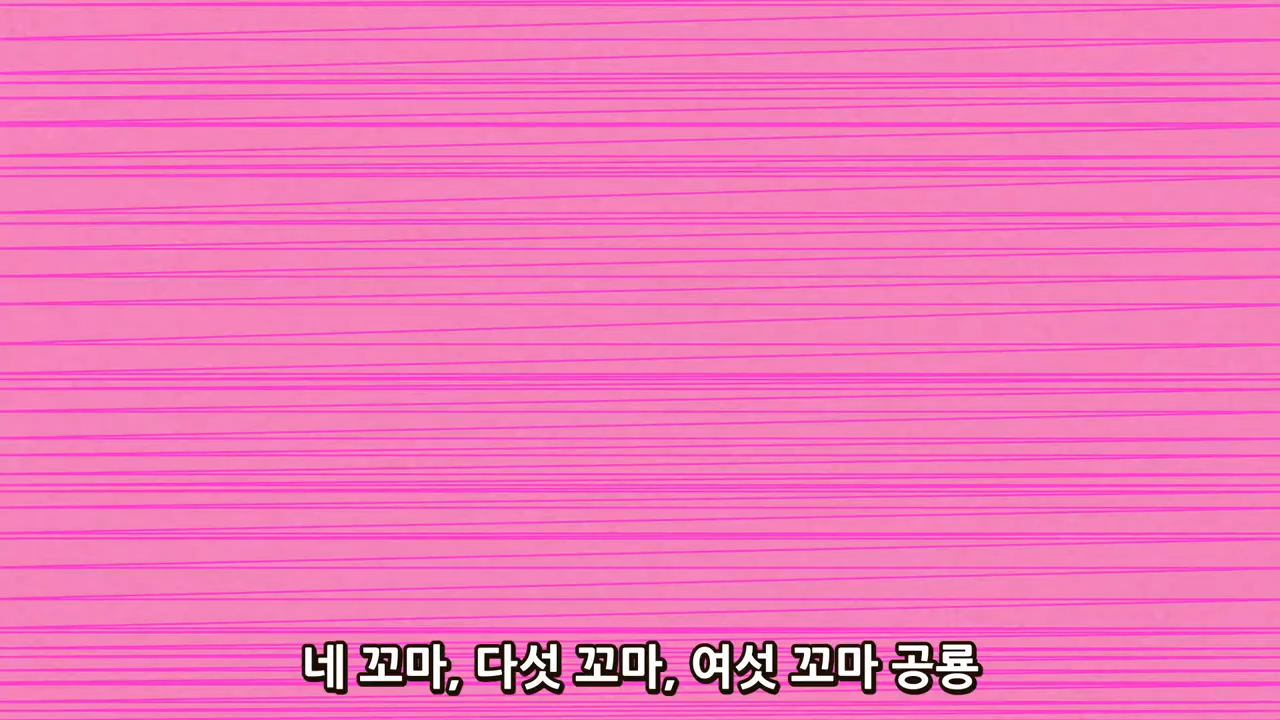 네 꼬마, 다섯 꼬마, 여섯 꼬마 공룡